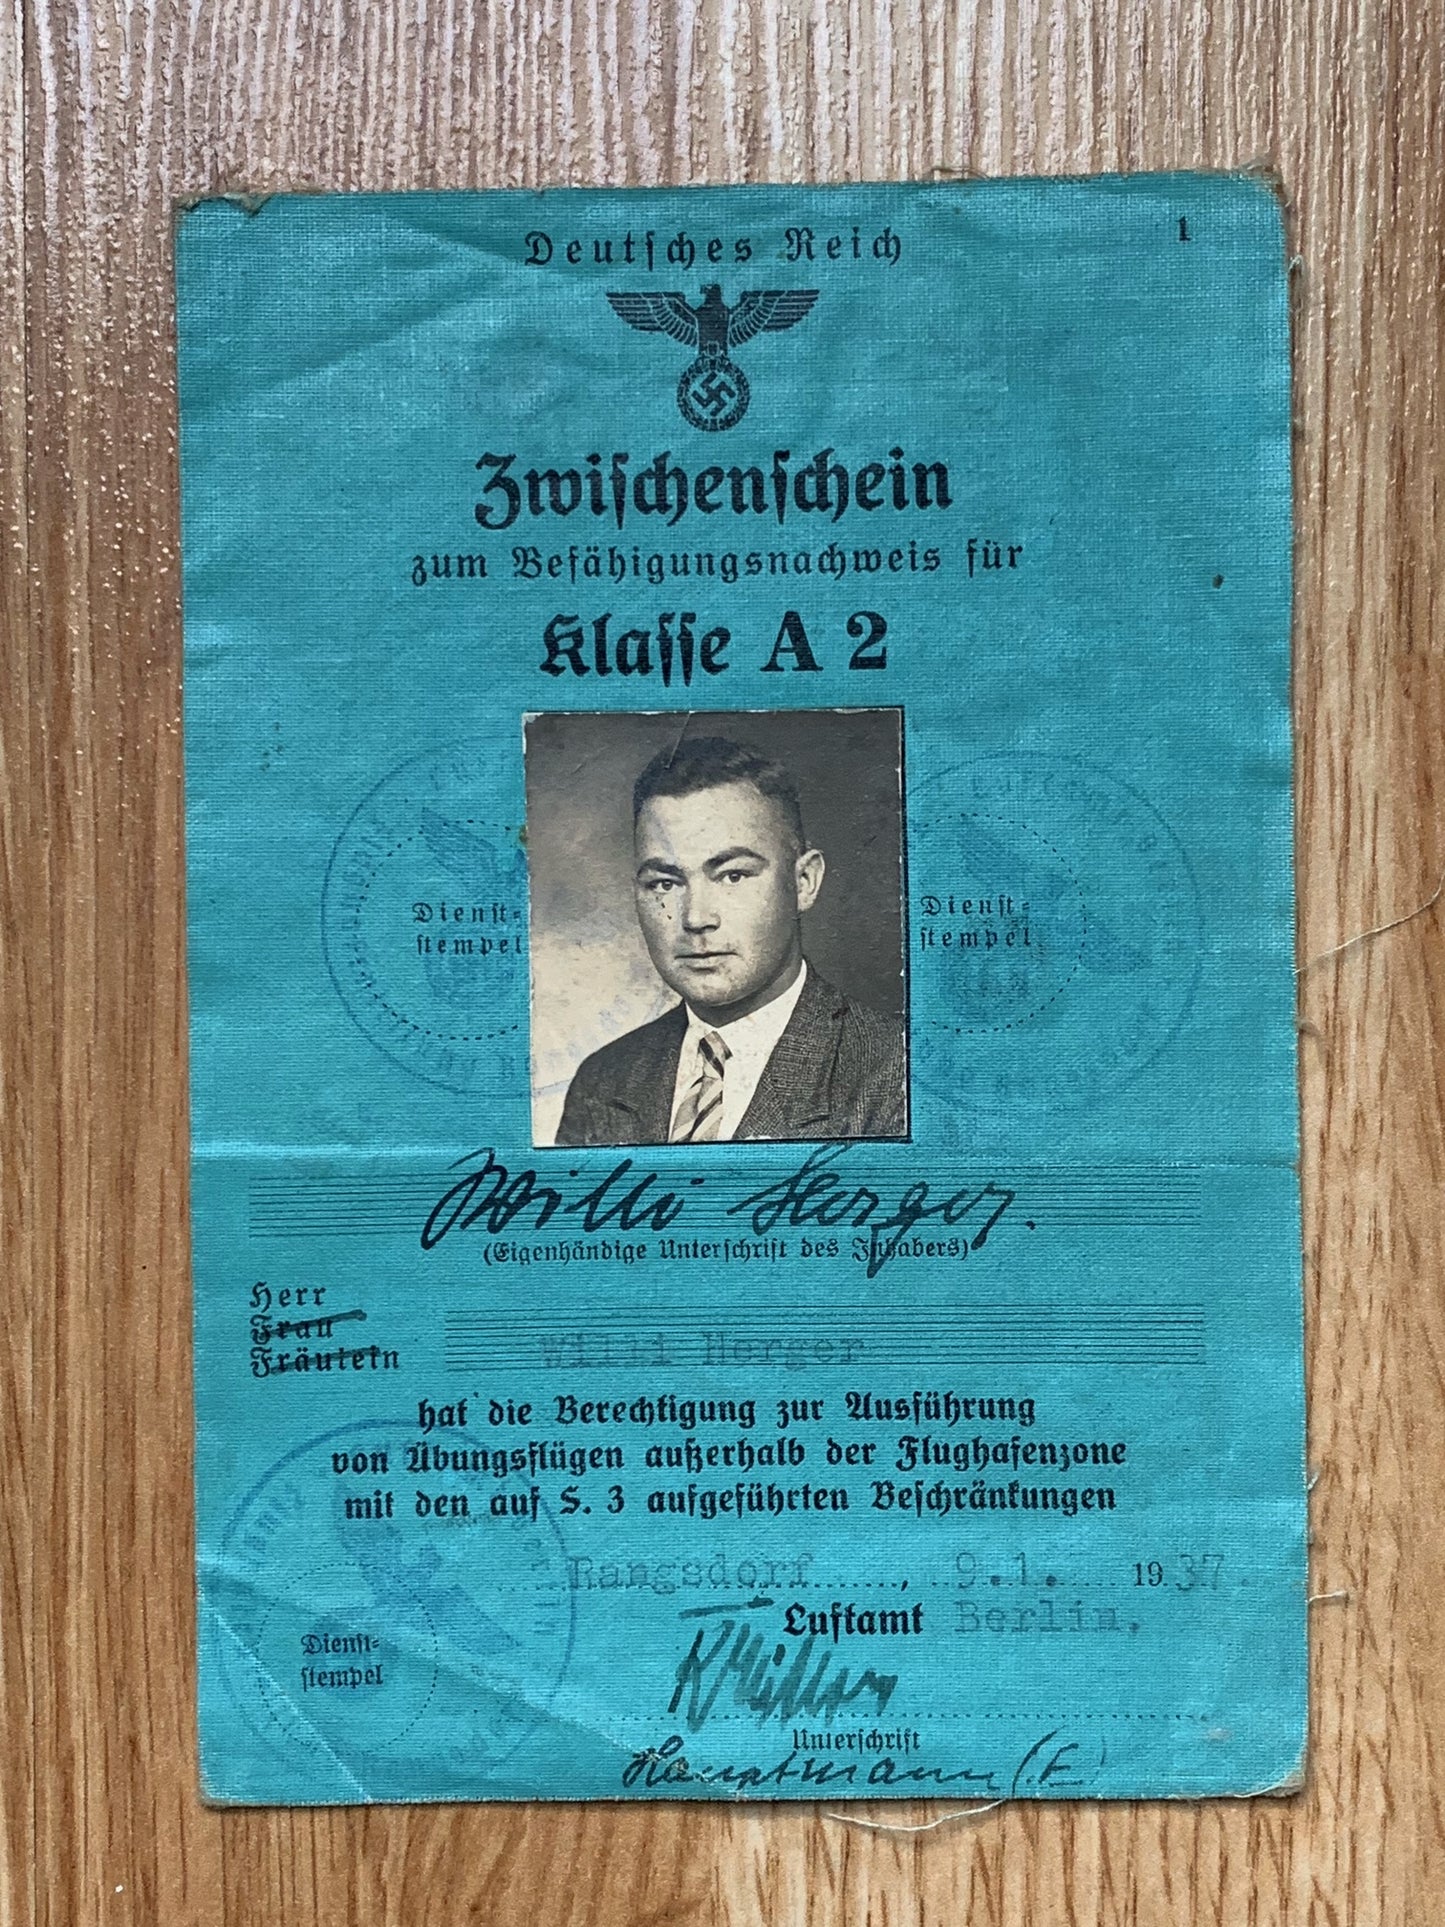 Deutsches Reich
1
Zwischenschein
zum Befähigungsnachweis für
Klasse A 2
Dienst-
stempel
Dienst-
stempel
Willi Herger.
(Eigenhändige Unterschrift des Inhabers)
Herr
Frau
Fräulein
Willi Herger
hat die Berechtigung zur Ausführung
von Übungsflügen außerhalb der Flughafenzone
mit den auf S. 3 aufgeführten Beschränkungen
Rangsdorf, 9.1. 1937.
Luftamt Berlin.
Dienst-
stempel
Unterschrift
Hauptmann (E)